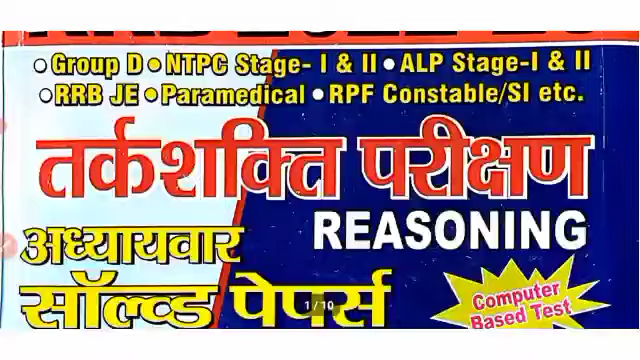 • Group D • NTPC Stage- I & II • ALP Stage-I & II
• RRB JE • Paramedical • RPF Constable/SI etc.
तर्कशक्ति परीक्षण
REASONING
अध्यायवार
सॉल्व्ड पेपर्स
1 / 10
Computer
Based Test